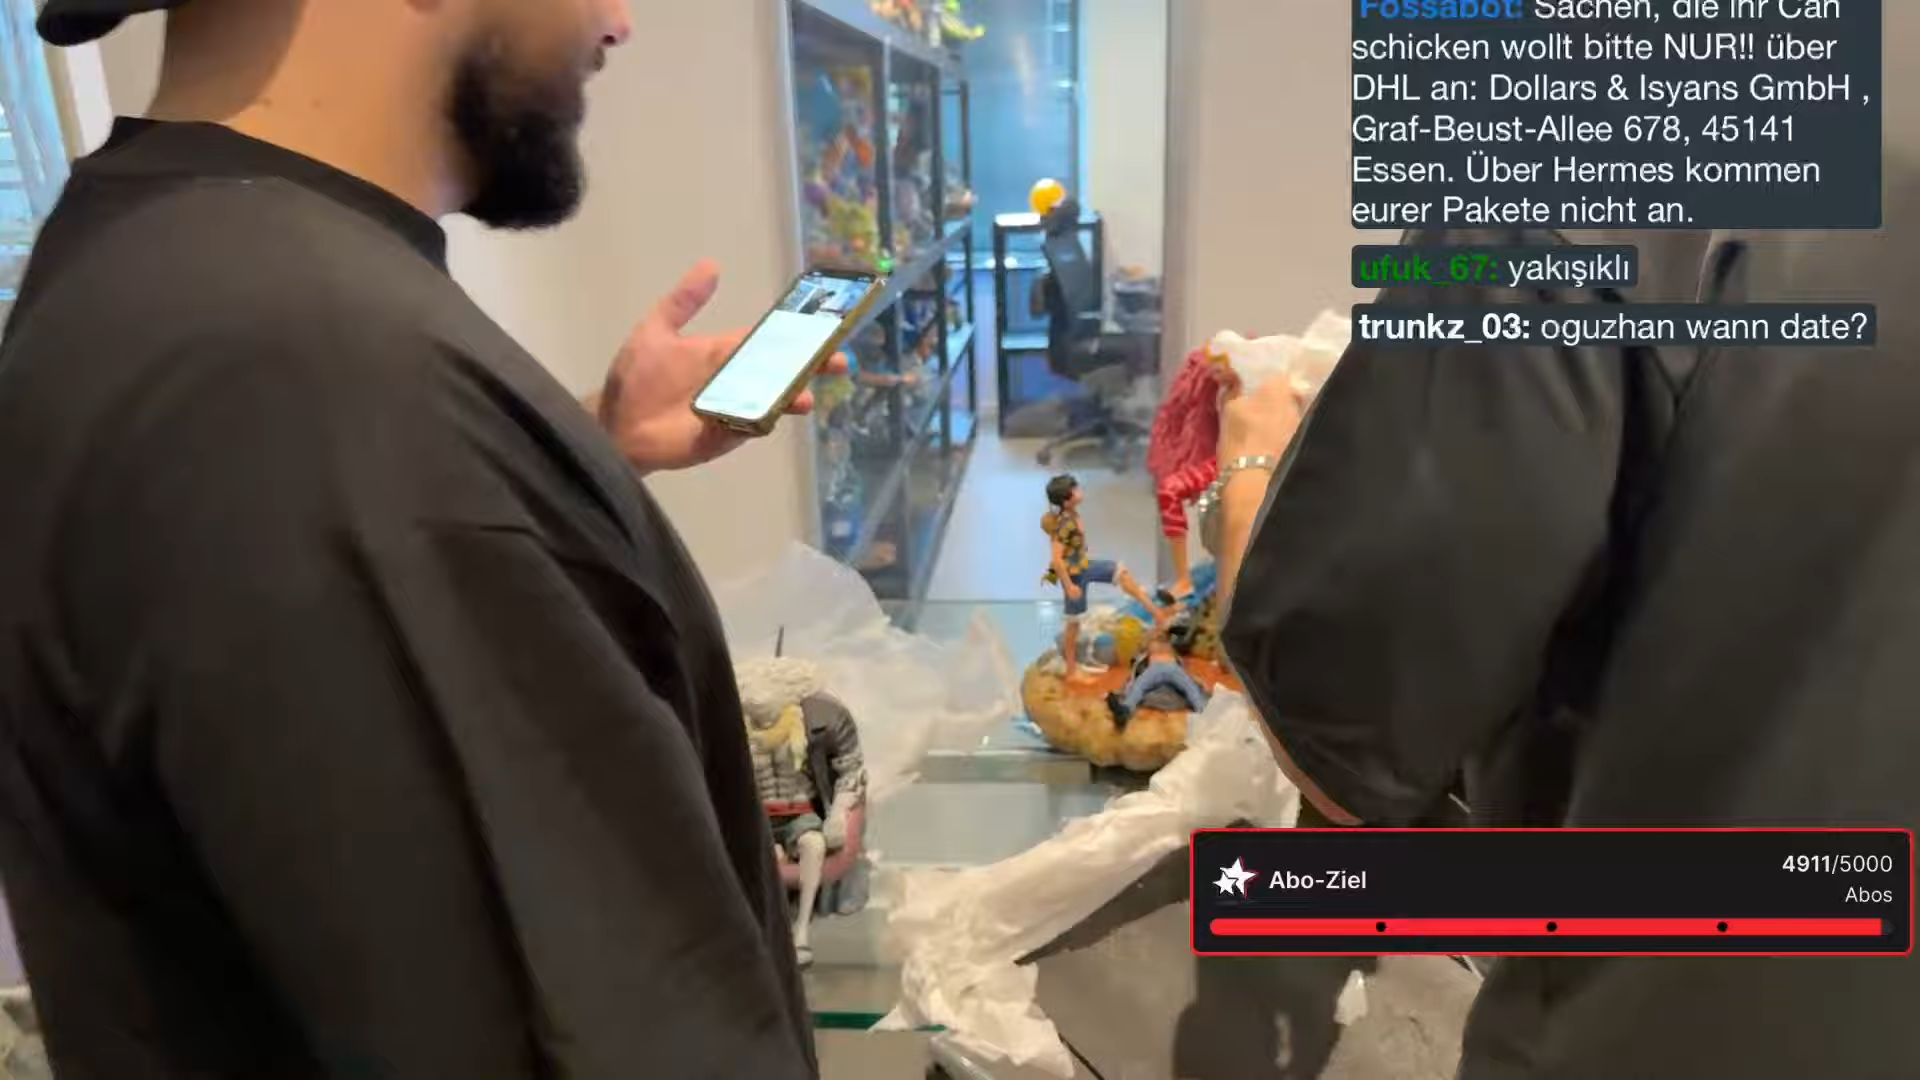 Fossabot: Sachen, die ihr Can
schicken wollt bitte NUR!! über
DHL an: Dollars & Isyans GmbH ,
Graf-Beust-Allee 678, 45141
Essen. Über Hermes kommen
eurer Pakete nicht an.
ufuk_67: yakışıklı
trunkz_03: oguzhan wann date?
Abo-Ziel
4911/5000
Abos